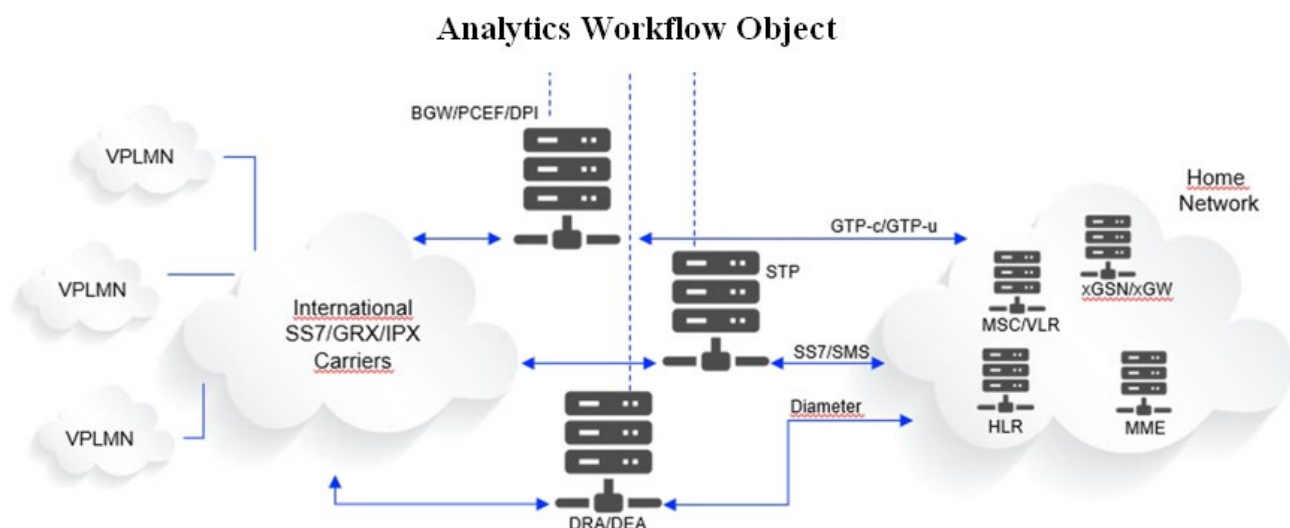 Analytics Workflow Object
BGW/PCEF/DPI
VPLMN
Home
Network
GTP-c/GTP-u
STP
xGSN/xGW
VPLMN
International
SS7/GRX/IPX
Carriers
MSC/VLR
SS7/SMS
Diameter
HLR
MME
VPLMN
DRA/DEA